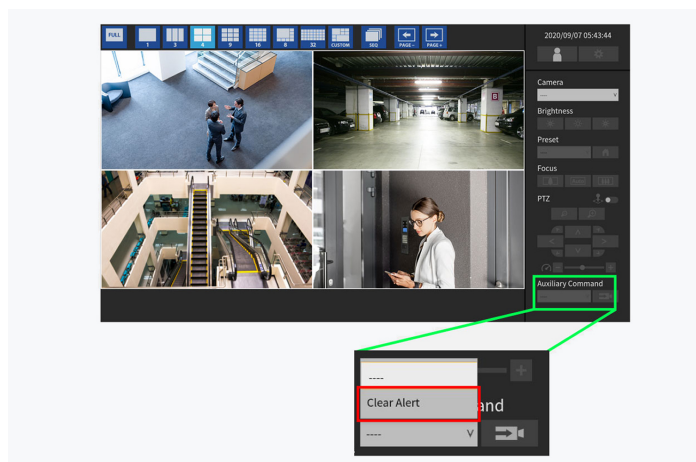 FULL
1
3
4
9
16
8
32
CUSTOM
SEQ
PAGE -
PAGE +
2020/09/07 05:43:44
Camera
---- V
Brightness
Preset
----
Focus
PTZ
Auxiliary Command
----
B
----
Clear Alert
and
---- V